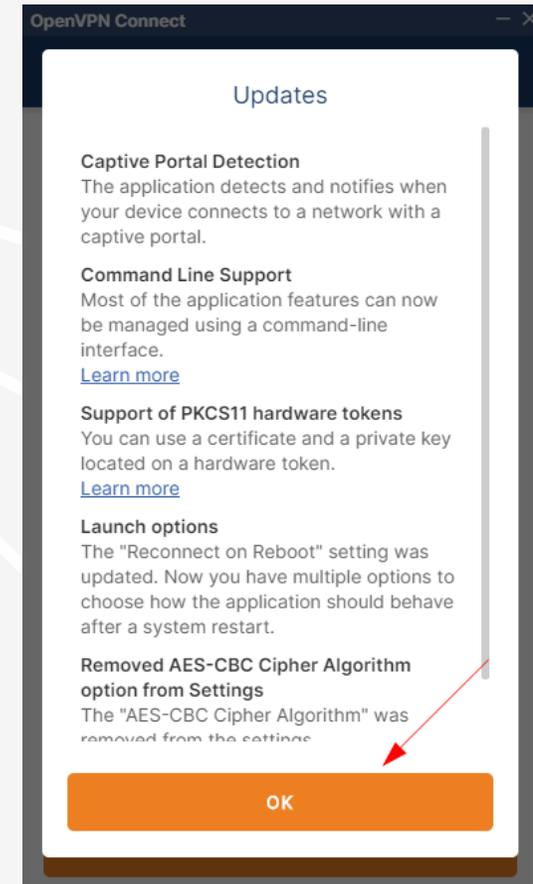 OpenVPN Connect
Updates
Captive Portal Detection
The application detects and notifies when
your device connects to a network with a
captive portal.
Command Line Support
Most of the application features can now
be managed using a command-line
interface.
Learn more
Support of PKCS11 hardware tokens
You can use a certificate and a private key
located on a hardware token.
Learn more
Launch options
The "Reconnect on Reboot" setting was
updated. Now you have multiple options to
choose how the application should behave
after a system restart.
Removed AES-CBC Cipher Algorithm
option from Settings
The "AES-CBC Cipher Algorithm" was
removed from the settings
OK